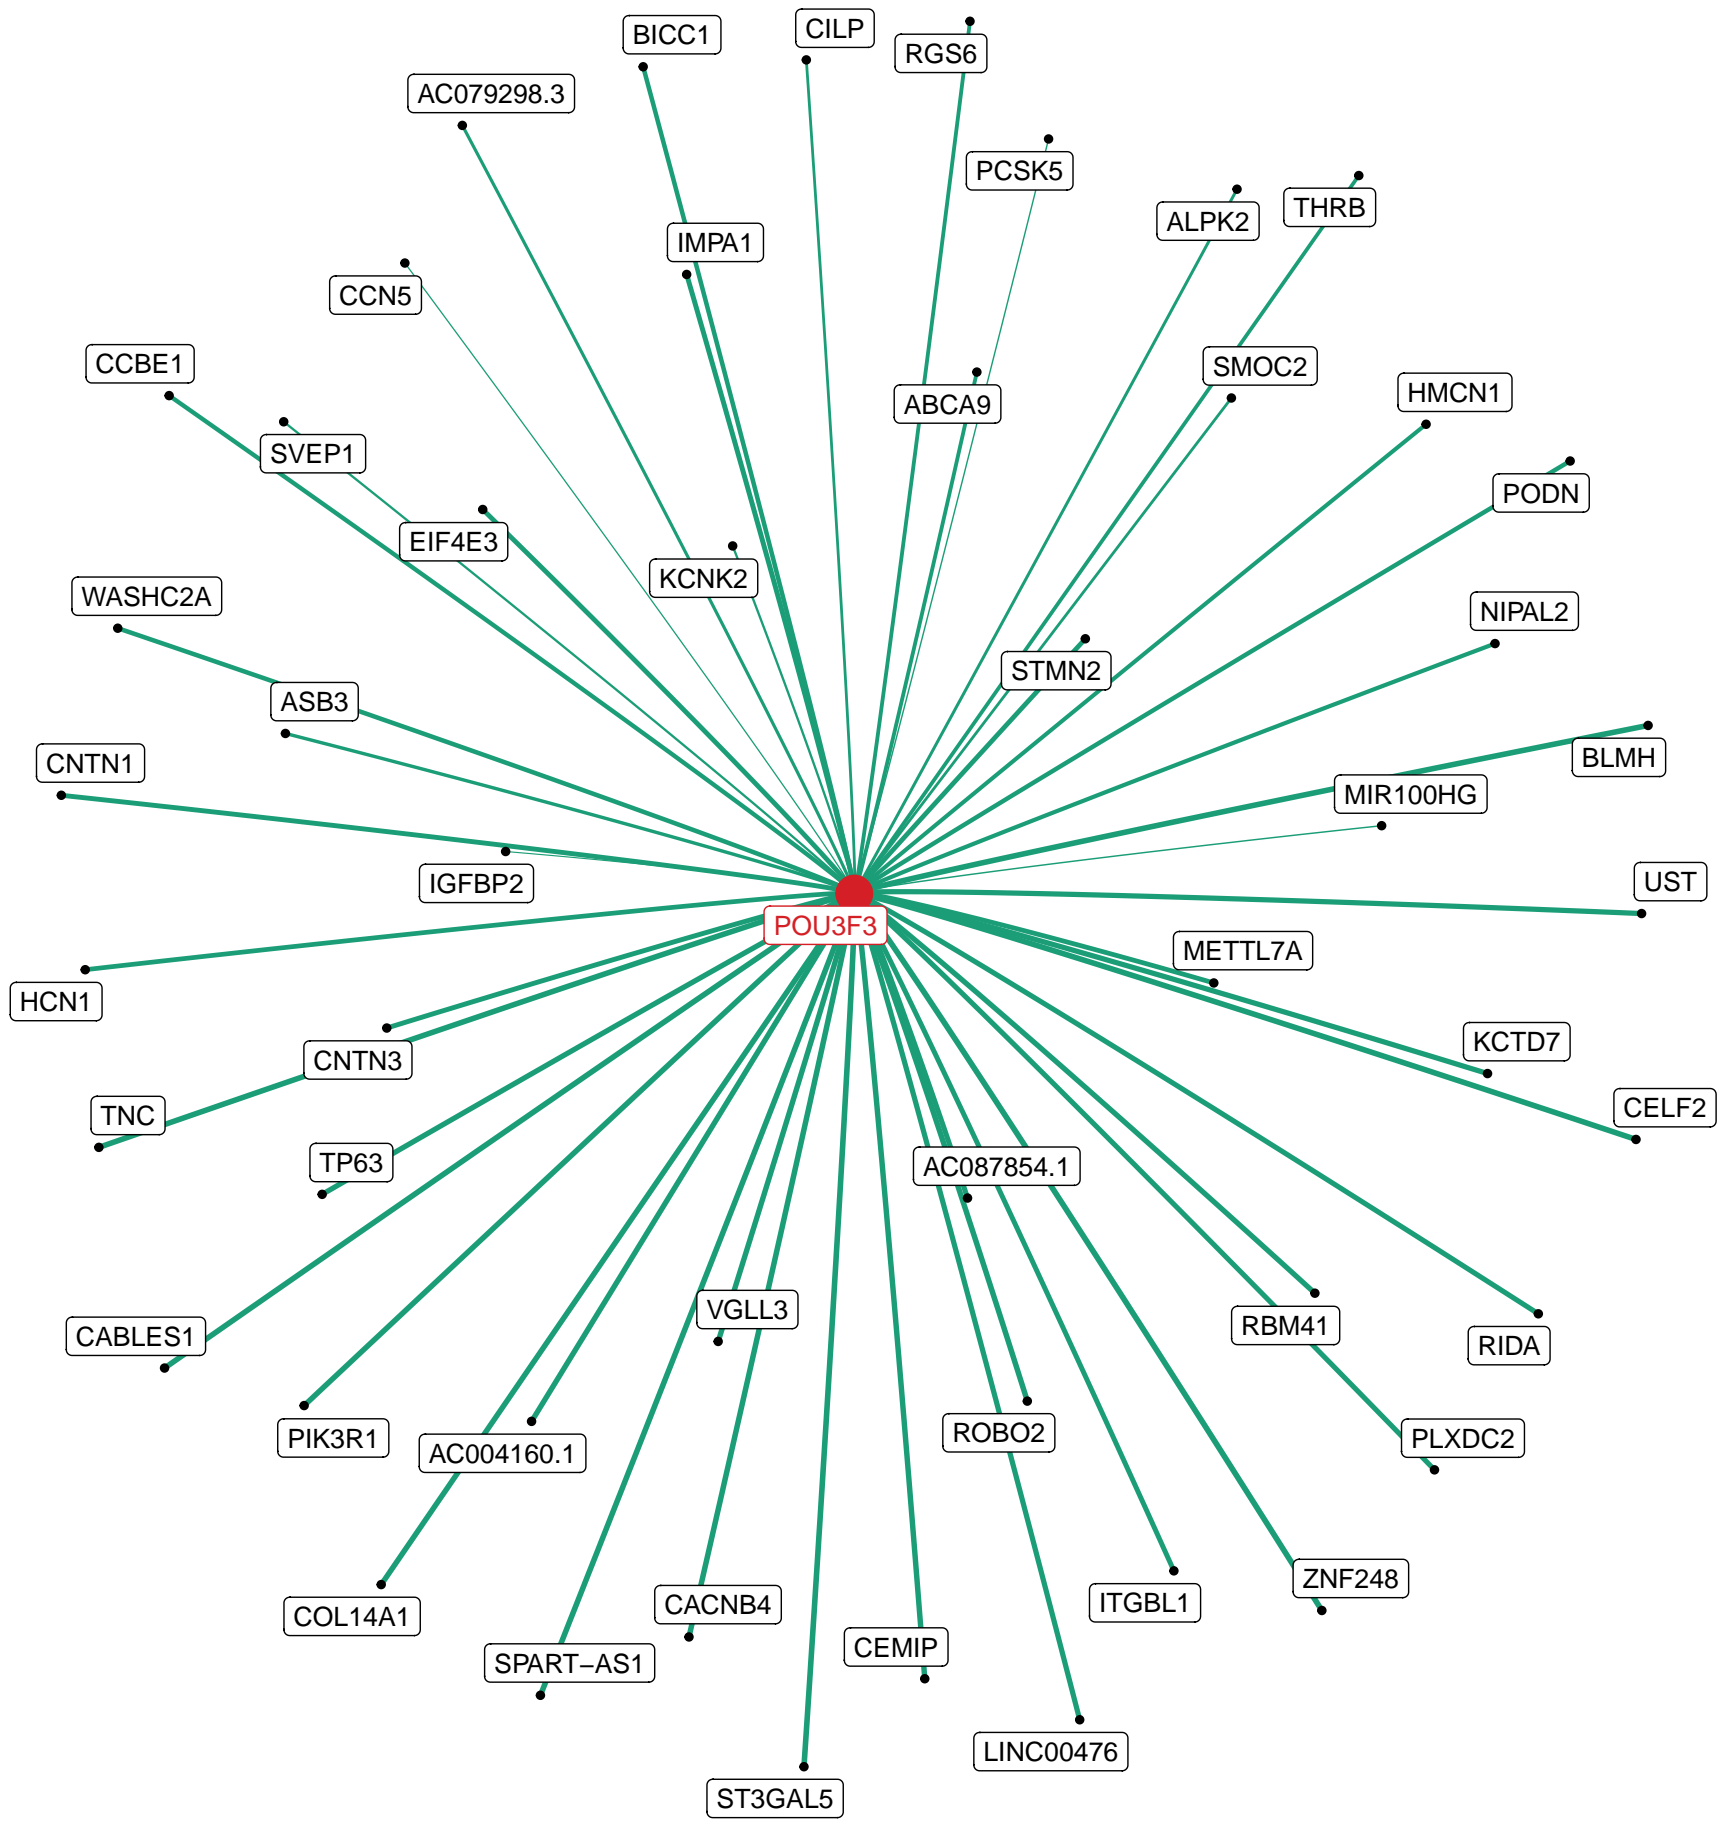 CILP
BICC1
RGS6
AC079298.3
PCSK5
THRB
ALPK2
IMPA1
CCN5
CCBE1
SMOC2
HMCN1
ABCA9
SVEP1
PODN
EIF4E3
KCNK2
WASHC2A
NIPAL2
STMN2
ASB3
BLMH
CNTN1
MIR100HG
UST
IGFBP2
POU3F3
METTL7A
HCN1
KCTD7
CNTN3
CELF2
TNC
TP63
AC087854.1
VGLL3
RBM41
CABLES1
RIDA
ROBO2
PIK3R1
PLXDC2
AC004160.1
ZNF248
ITGBL1
CACNB4
COL14A1
CEMIP
SPART−AS1
LINC00476
ST3GAL5